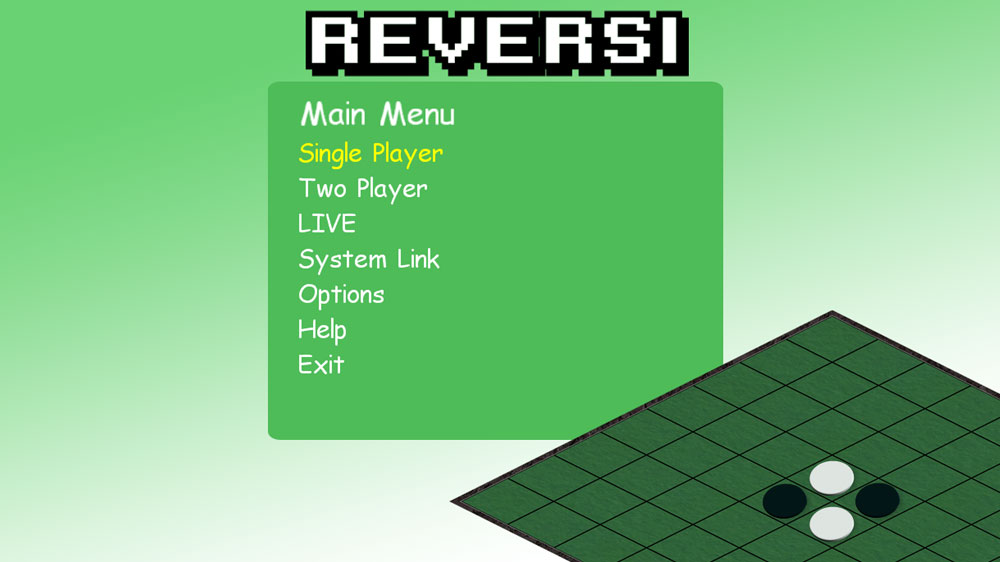 REVERSI
Main Menu
Single Player
Two Player
LIVE
System Link
Options
Help
Exit